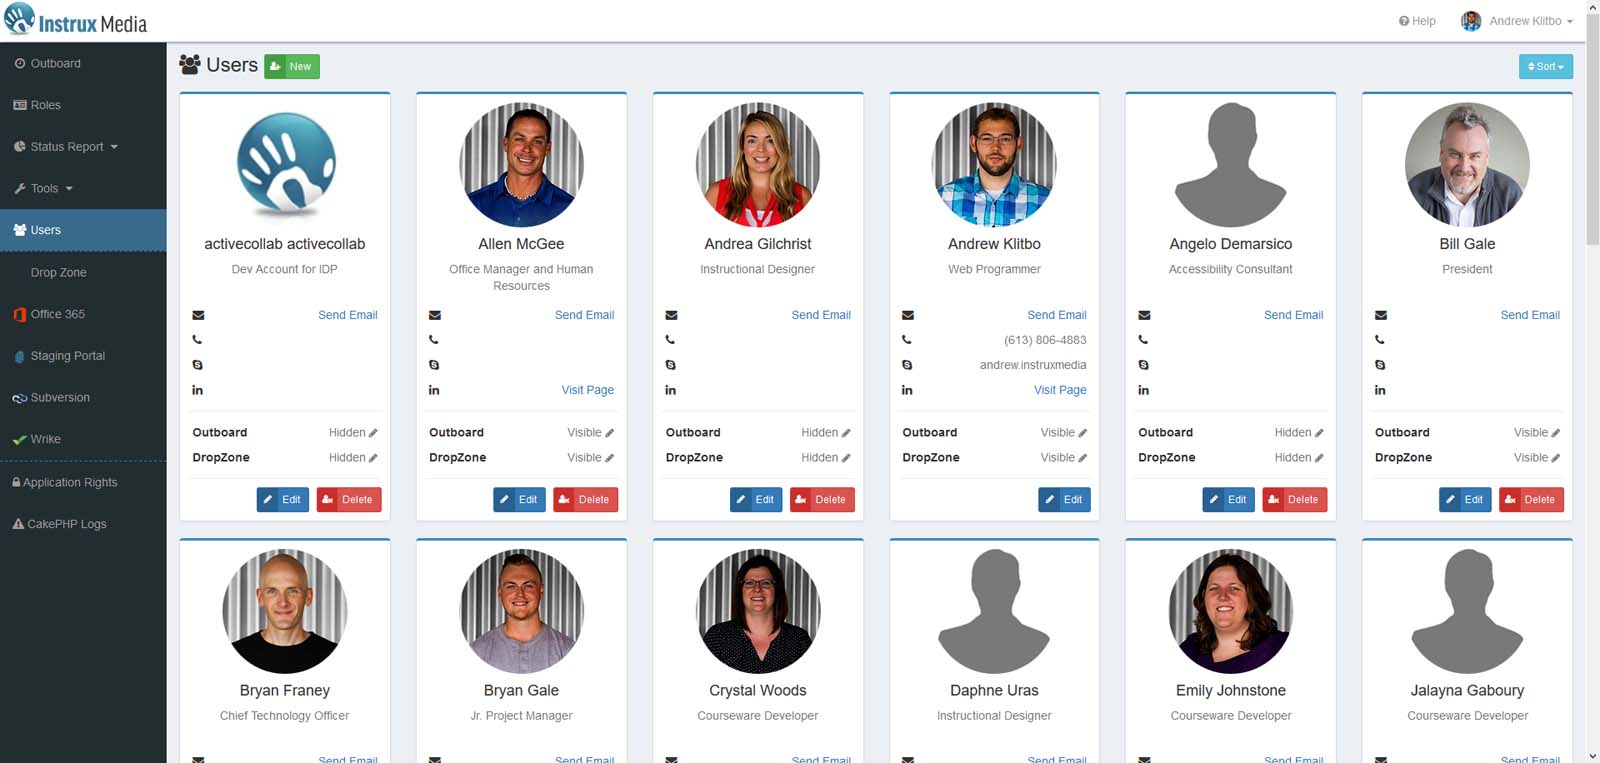 Instrux Media
Help
Andrew Klitbo
Outboard
Roles
Status Report
Tools
Users
Drop Zone
Office 365
Staging Portal
Subversion
Wrike
Application Rights
CakePHP Logs
Users
New
Sort
activecollab activecollab
Dev Account for IDP
Send Email
in
Outboard Hidden
DropZone Hidden
Edit Delete
Allen McGee
Office Manager and Human
Resources
Send Email
in Visit Page
Outboard Visible
DropZone Visible
Edit Delete
Andrea Gilchrist
Instructional Designer
Send Email
in
Outboard Hidden
DropZone Hidden
Edit Delete
Andrew Klitbo
Web Programmer
Send Email
(613) 806-4883
andrew.instruxmedia
in Visit Page
Outboard Visible
DropZone Visible
Edit
Angelo Demarsico
Accessibility Consultant
Send Email
in
Outboard Hidden
DropZone Hidden
Edit Delete
Bill Gale
President
Send Email
in
Outboard Visible
DropZone Visible
Edit Delete
Bryan Franey
Chief Technology Officer
Send Email
Bryan Gale
Jr. Project Manager
Send Email
Crystal Woods
Courseware Developer
Send Email
Daphne Uras
Instructional Designer
Send Email
Emily Johnstone
Courseware Developer
Send Email
Jalayna Gaboury
Courseware Developer
Send Email